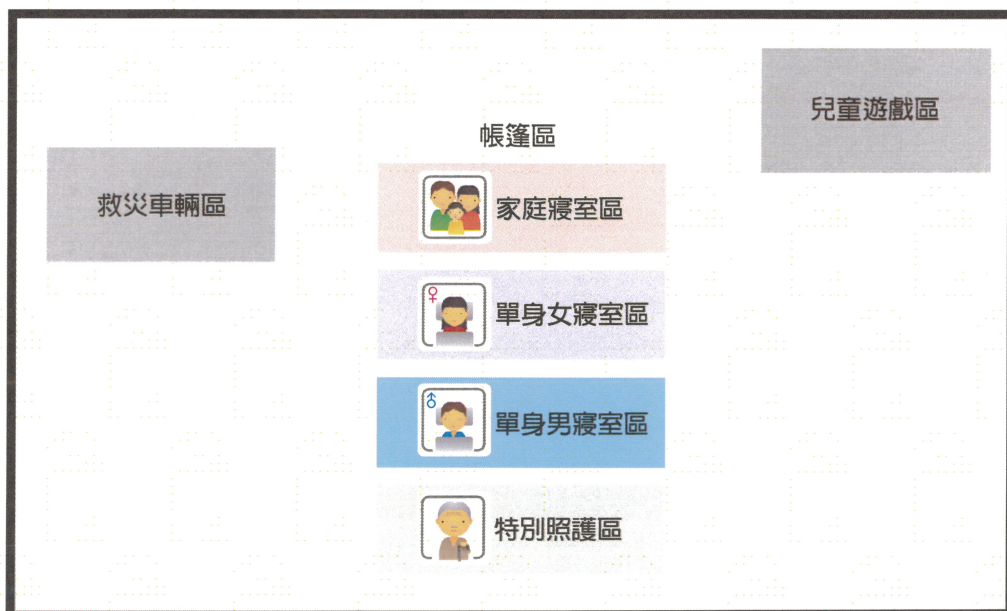 兒童遊戲區
帳篷區
救災車輛區
家庭寢室區
單身女寢室區
單身男寢室區
特別照護區